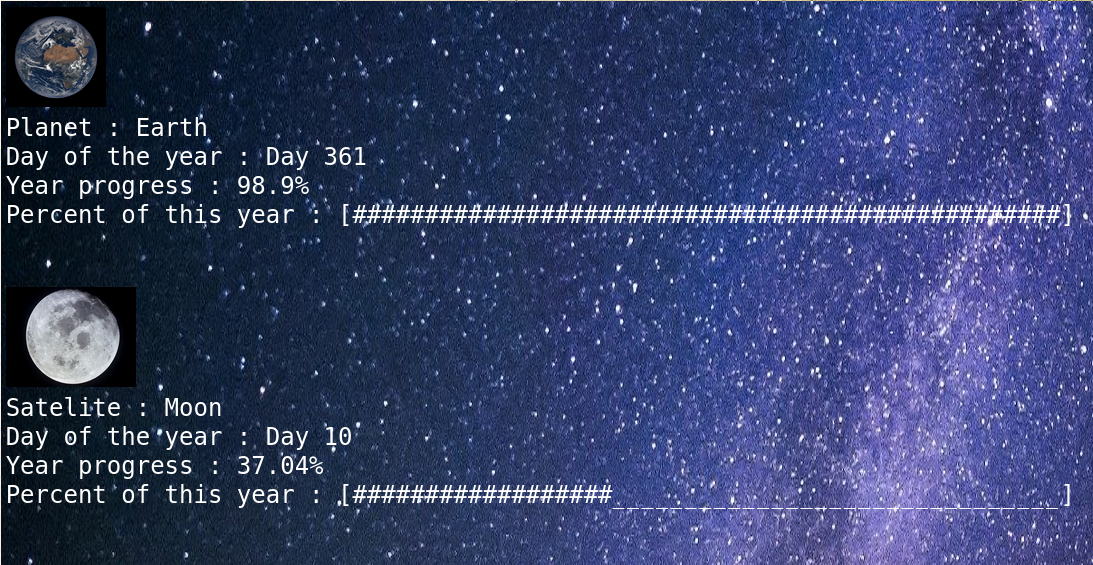 Planet : Earth
Day of the year : Day 361
Year progress : 98.9%
Percent of this year : [#################################################]
Satelite : Moon
Day of the year : Day 10
Year progress : 37.04%
Percent of this year : [##################_______________________________]